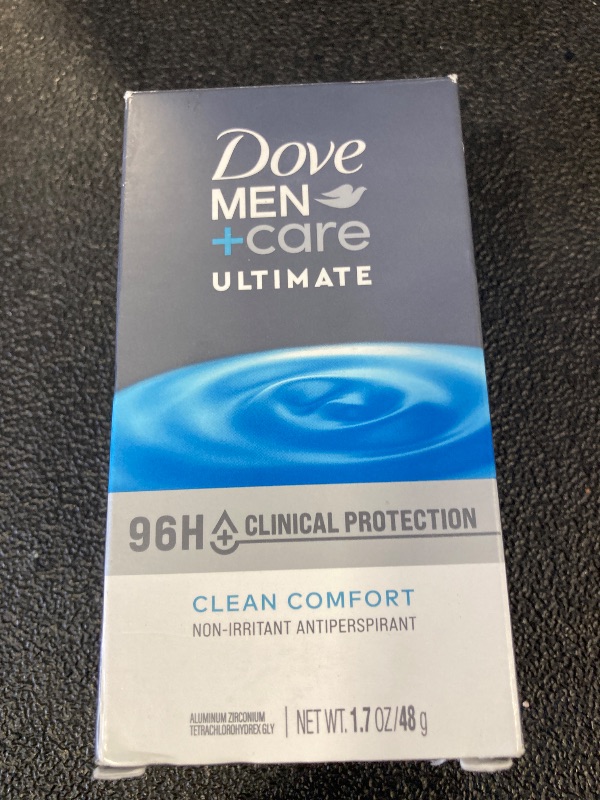 Dove
MEN
+care
ULTIMATE
96H + CLINICAL PROTECTION
CLEAN COMFORT
NON-IRRITANT ANTIPERSPIRANT
ALUMINUM ZIRCONIUM
TETRACHLOROHYDREX GLY
NET WT. 1.7 OZ/48 g